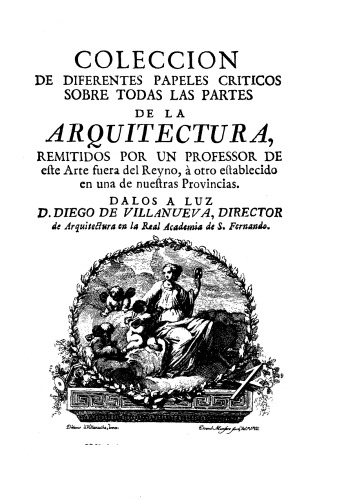 COLECCION
DE DIFERENTES PAPELES CRITICOS
SOBRE TODAS LAS PARTES
DE LA
ARQUITECTURA,
REMITIDOS POR UN PROFESSOR DE
eſte Arte fuera del Reyno, à otro eſtablecido
en una de nueſtras Provincias.
DALOS A LUZ
D. DIEGO DE VILLANUEVA, DIRECTOR
de Arquitectura en la Real Academia de S. Fernando.